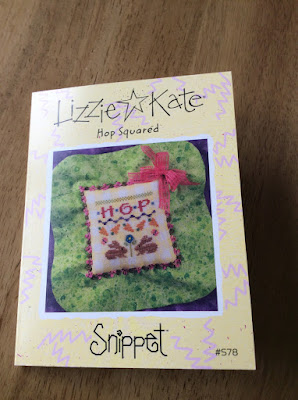 Lizzie Kate
Hop Squared
HOP
Snippet
#S78